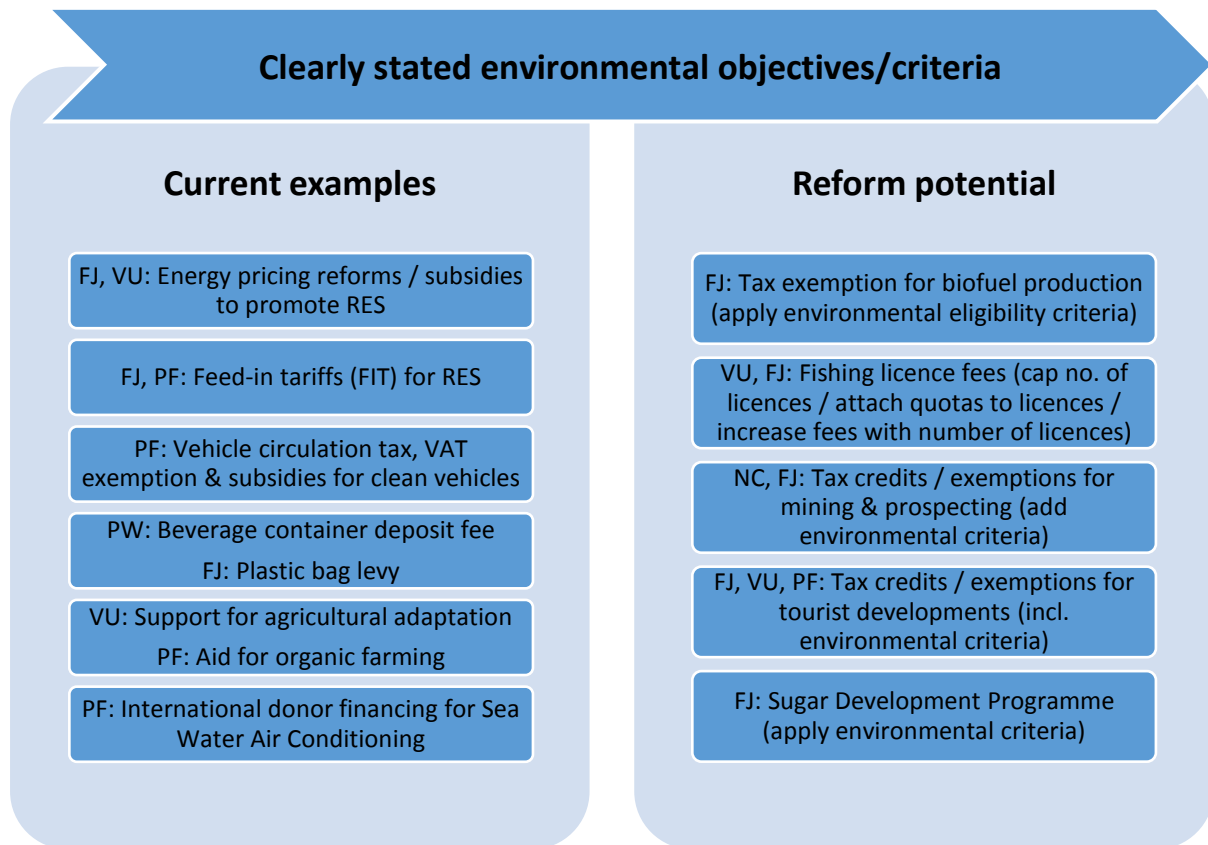 Clearly stated environmental objectives/criteria
Current examples
FJ, VU: Energy pricing reforms / subsidies
to promote RES
FJ, PF: Feed-in tariffs (FIT) for RES
PF: Vehicle circulation tax, VAT
exemption & subsidies for clean vehicles
PW: Beverage container deposit fee
FJ: Plastic bag levy
VU: Support for agricultural adaptation
PF: Aid for organic farming
PF: International donor financing for Sea
Water Air Conditioning
Reform potential
FJ: Tax exemption for biofuel production
(apply environmental eligibility criteria)
VU, FJ: Fishing licence fees (cap no. of
licences / attach quotas to licences /
increase fees with number of licences)
NC, FJ: Tax credits / exemptions for
mining & prospecting (add
environmental criteria)
FJ, VU, PF: Tax credits / exemptions for
tourist developments (incl.
environmental criteria)
FJ: Sugar Development Programme
(apply environmental criteria)